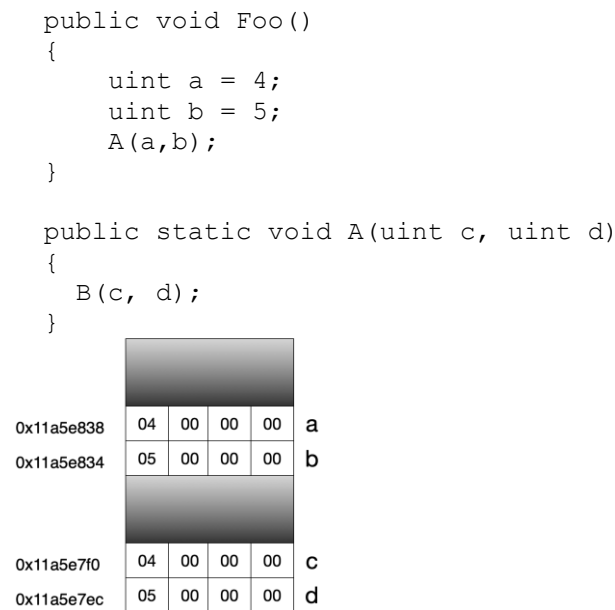 public void Foo()
{
    uint a = 4;
    uint b = 5;
    A(a,b);
}
public static void A(uint c, uint d)
{
  B(c, d);
}
0x11a5e838 04 00 00 00 a
0x11a5e834 05 00 00 00 b
0x11a5e7f0 04 00 00 00 c
0x11a5e7ec 05 00 00 00 d